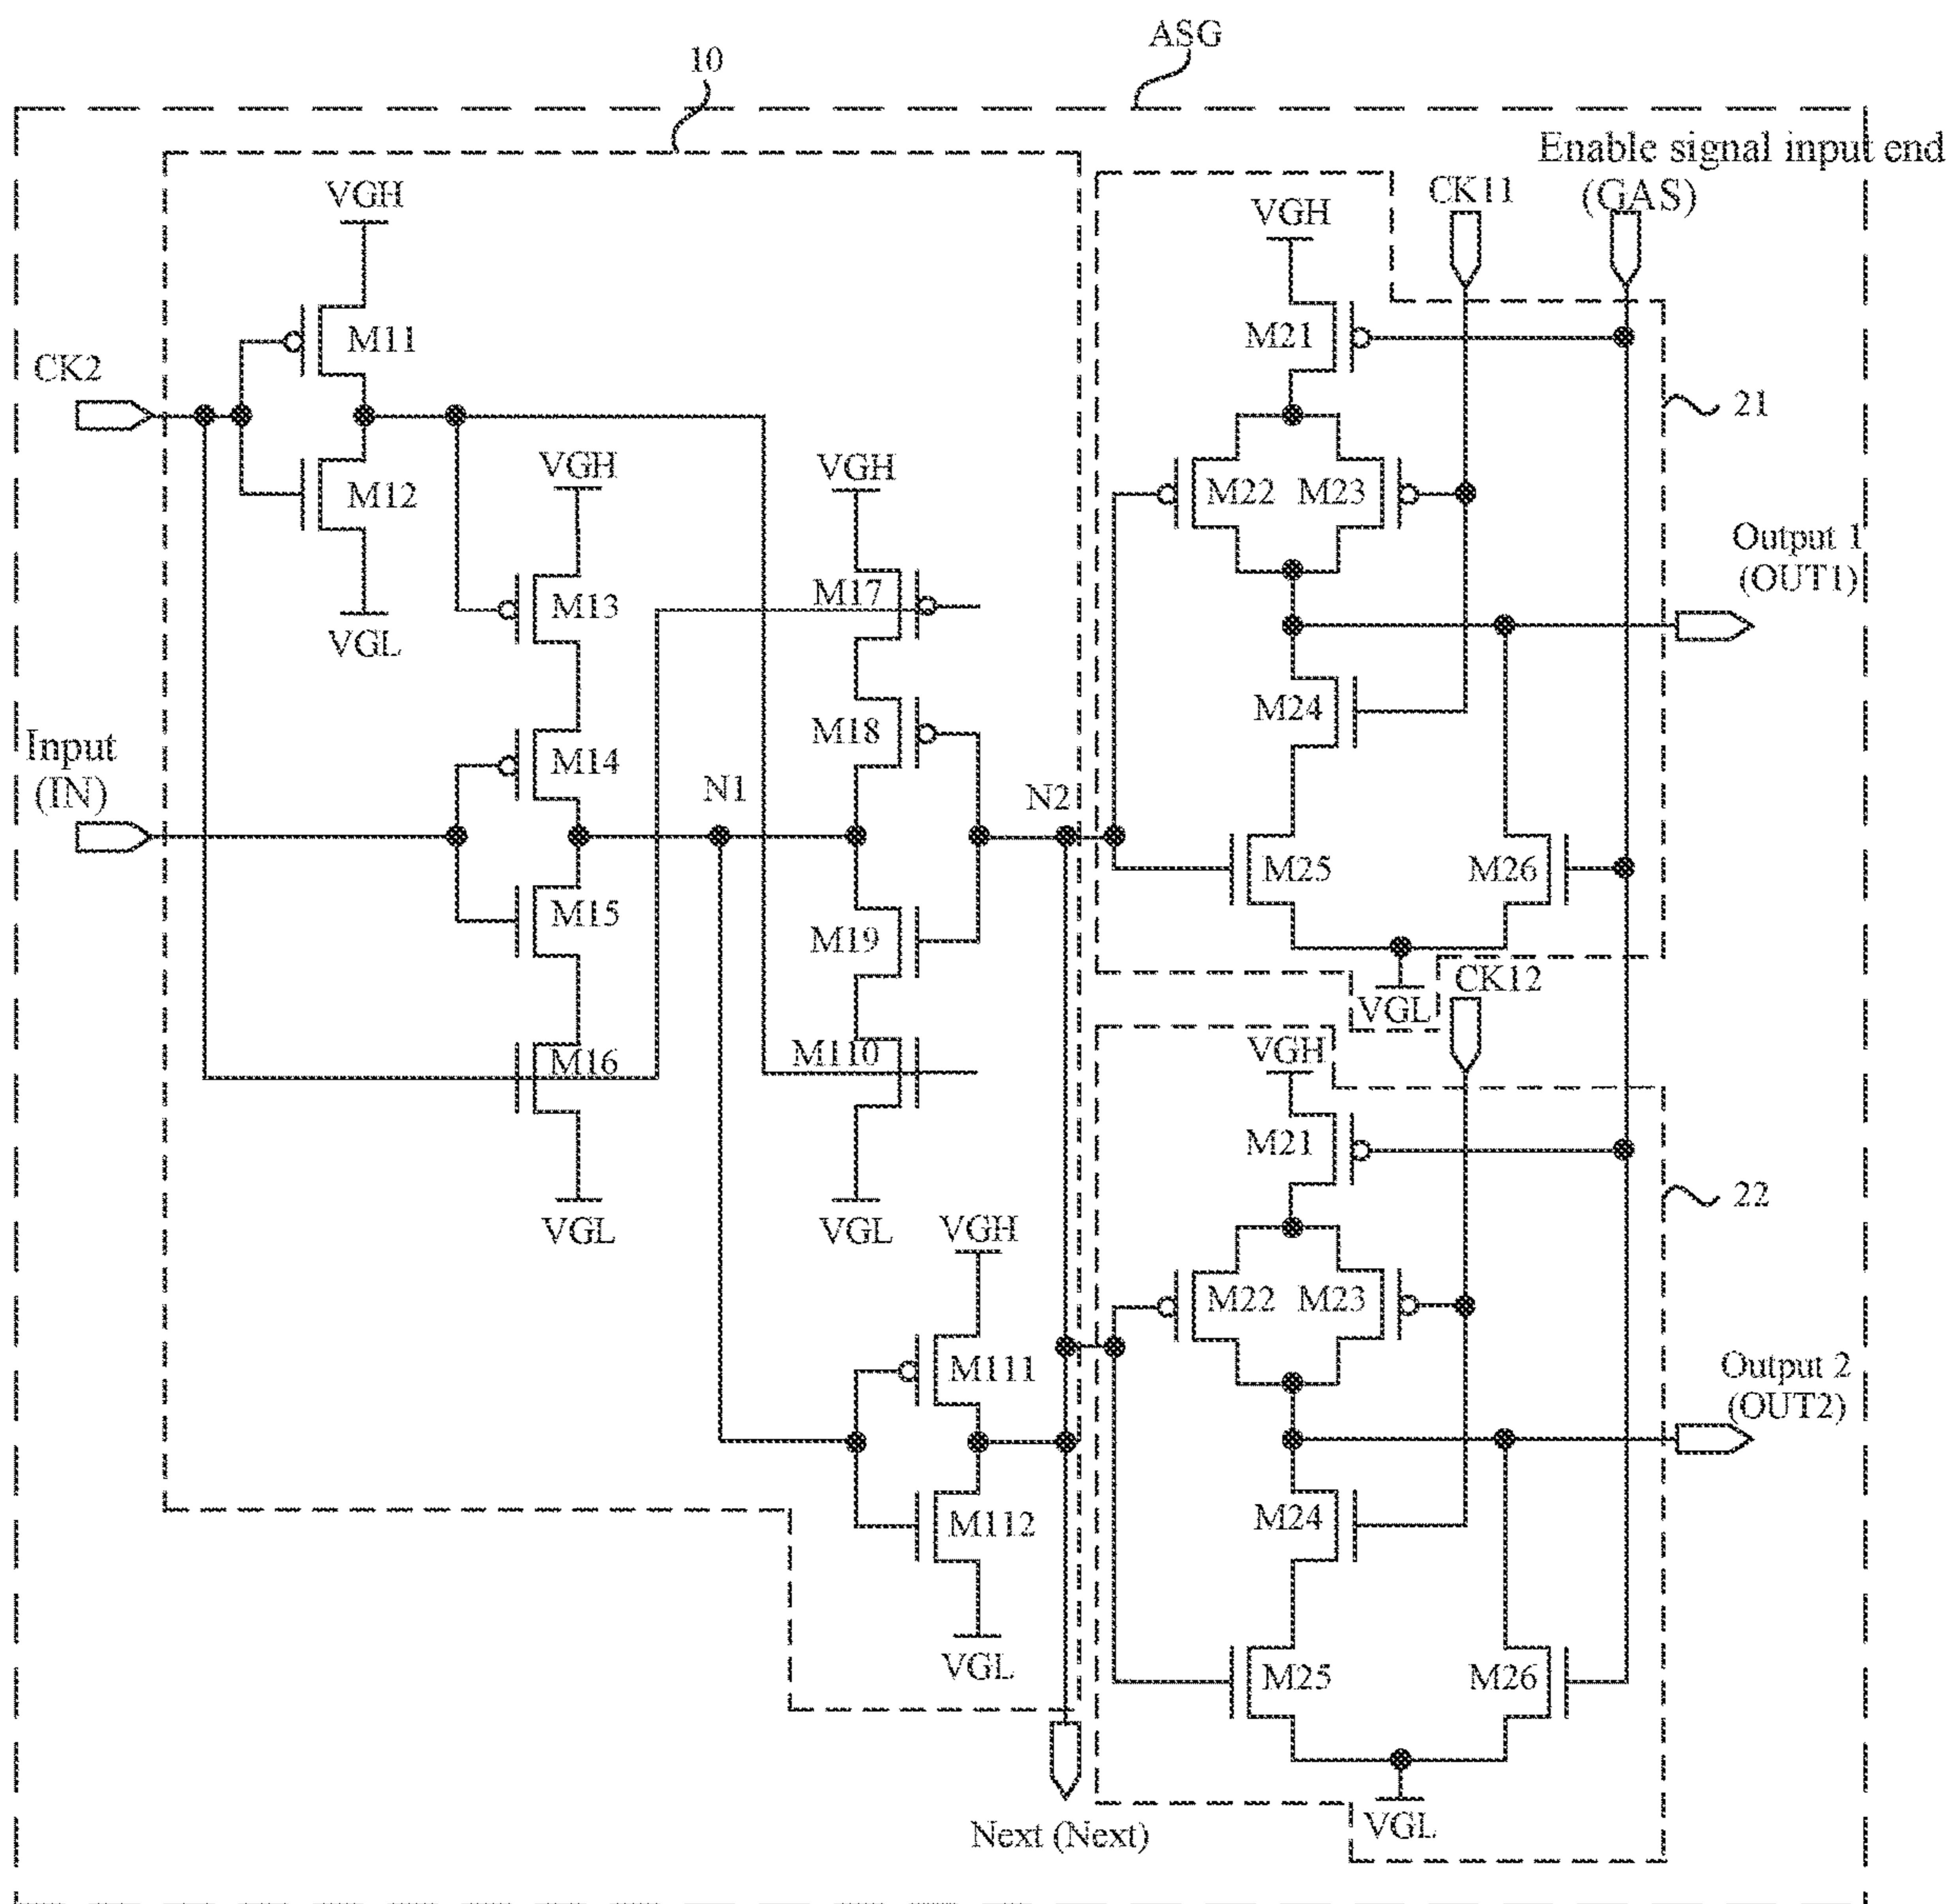 ASG
10
Enable signal input end
(GAS)
CK11
VGH
VGH
M21
M11
CK2
21
VGH
VGH
M22
M23
M12
Output 1
(OUT1)
M13
M17
VGL
M24
M18
Input
(IN)
M14
N1
N2
M25
M26
M15
M19
CK12
VGL
VGH
M16
M110
M21
22
VGL
VGL
VGH
M22
M23
M111
Output 2
(OUT2)
M24
M112
VGL
M25
M26
Next (Next)
VGL